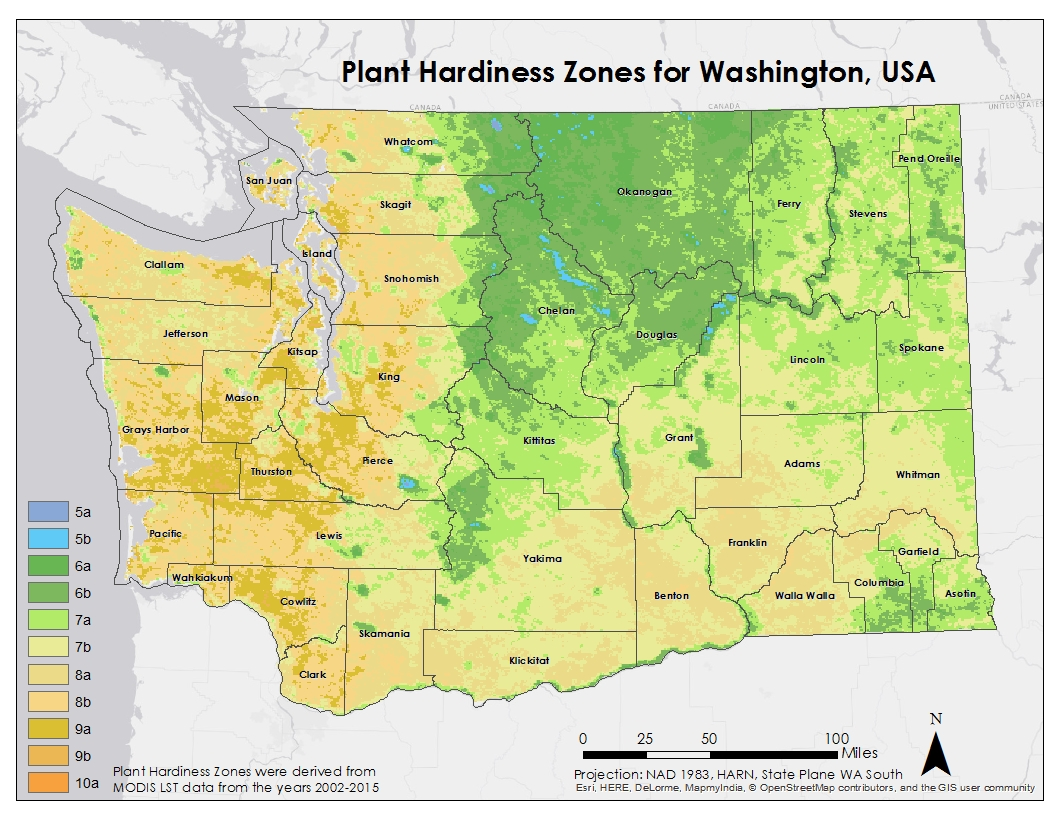 Plant Hardiness Zones for Washington, USA
CANADA
CANADA
CANADA
UNITED STATES
Whatcom
Pend Oreille
San Juan
Okanogan
Skagit
Ferry
Stevens
Island
Clallam
Snohomish
Chelan
Jefferson
Douglas
Kitsap
Lincoln
Spokane
King
Mason
Grays Harbor
Grant
Kittitas
Pierce
Adams
Thurston
Whitman
Pacific
Lewis
Franklin
Garfield
Yakima
Wahkiakum
Columbia
Cowlitz
Benton
Walla Walla
Asotin
Skamania
Klickitat
Clark
5a
5b
6a
6b
7a
7b
8a
8b
9a
9b
10a
Plant Hardiness Zones were derived from
MODIS LST data from the years 2002-2015
N
0 25 50 100
Miles
Projection: NAD 1983, HARN, State Plane WA South
Esri, HERE, DeLorme, MapmyIndia, © OpenStreetMap contributors, and the GIS user community